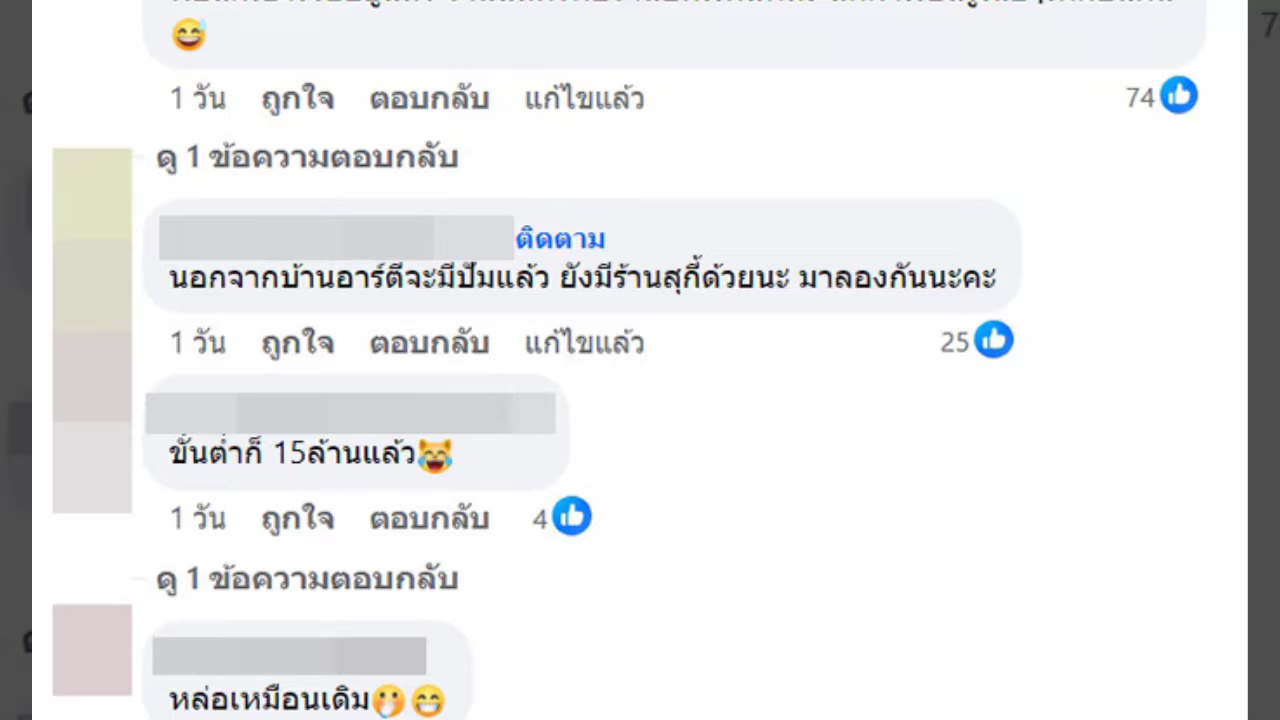 😅
1 วัน ถูกใจ ตอบกลับ แก้ไขแล้ว 74
ดู 1 ข้อความตอบกลับ
ติดตาม
นอกจากบ้านอาร์ตีจะมีปั๊มแล้ว ยังมีร้านสุกี้ด้วยนะ มาลองกันนะคะ
1 วัน ถูกใจ ตอบกลับ แก้ไขแล้ว 25
ขั้นต่ำก็ 15ล้านแล้ว😹
1 วัน ถูกใจ ตอบกลับ 4
ดู 1 ข้อความตอบกลับ
หล่อเหมือนเดิม🫢😁